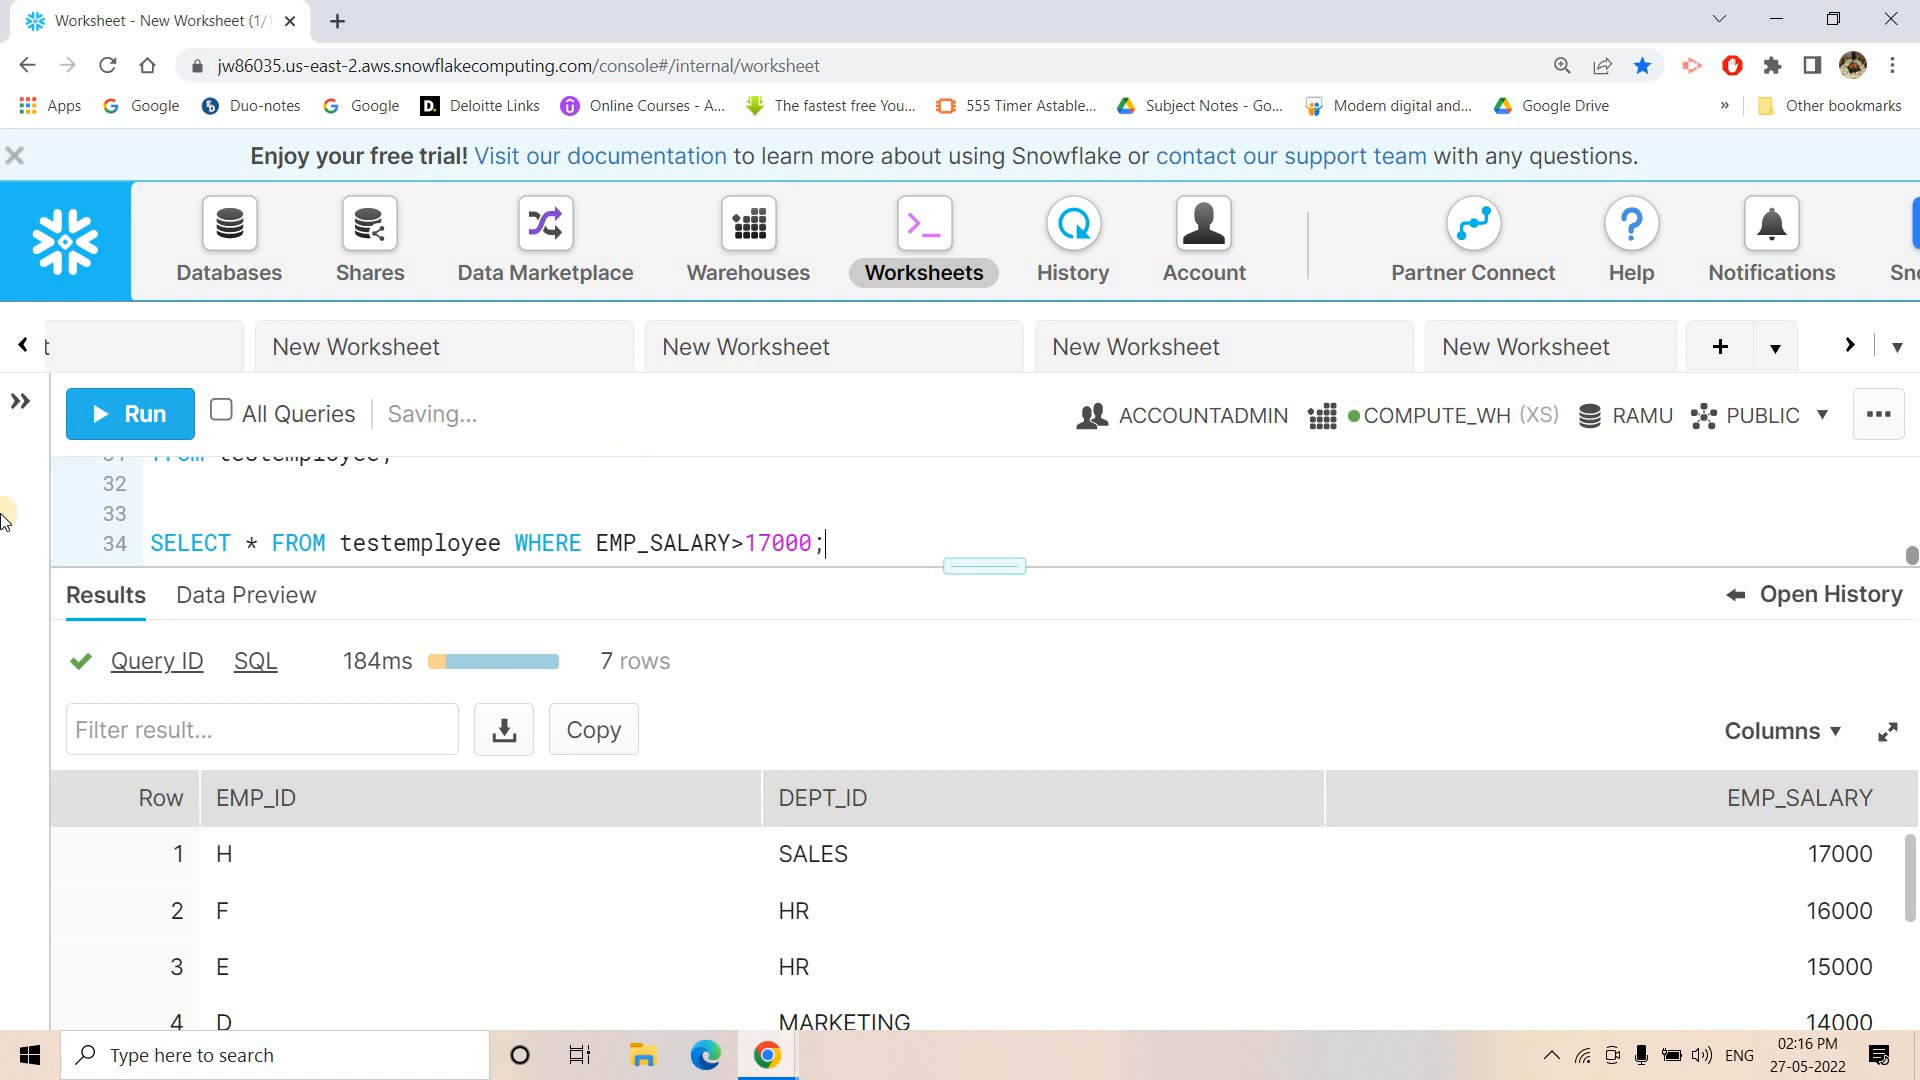 Worksheet - New Worksheet (1/1
jw86035.us-east-2.aws.snowflakecomputing.com/console#/internal/worksheet
Apps Google Duo-notes Google D. Deloitte Links Online Courses - A... The fastest free You... 555 Timer Astable... Subject Notes - Go... Modern digital and... Google Drive » Other bookmarks
Enjoy your free trial! Visit our documentation to learn more about using Snowflake or contact our support team with any questions.
Databases Shares Data Marketplace Warehouses Worksheets History Account Partner Connect Help Notifications Sno
t New Worksheet New Worksheet New Worksheet New Worksheet
Run All Queries Saving... ACCOUNTADMIN COMPUTE_WH (XS) RAMU PUBLIC
31 from testemployee;
32
33
34 SELECT * FROM testemployee WHERE EMP_SALARY>17000;
Results Data Preview Open History
Query ID SQL 184ms 7 rows
Filter result... Copy Columns
Row EMP_ID DEPT_ID EMP_SALARY
1 H SALES 17000
2 F HR 16000
3 E HR 15000
4 D MARKETING 14000
Type here to search ENG 02:16 PM
27-05-2022